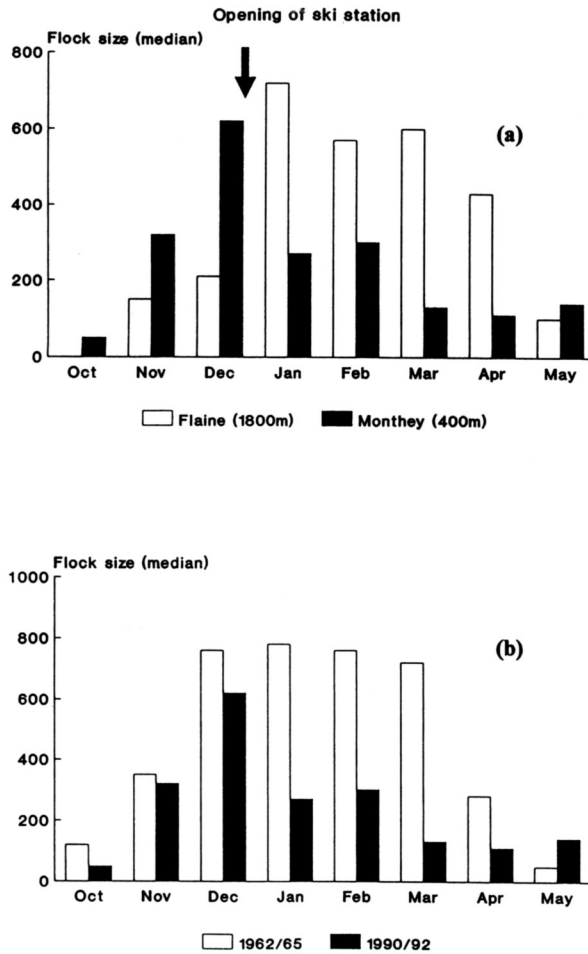 Opening of ski station
Flock size (median)
800
(a)
600
400
200
0
Oct Nov Dec Jan Feb Mar Apr May
Flaine (1800m) Monthey (400m)
Flock size (median)
1000
800
(b)
600
400
200
0
Oct Nov Dec Jan Feb Mar Apr May
1962/65 1990/92